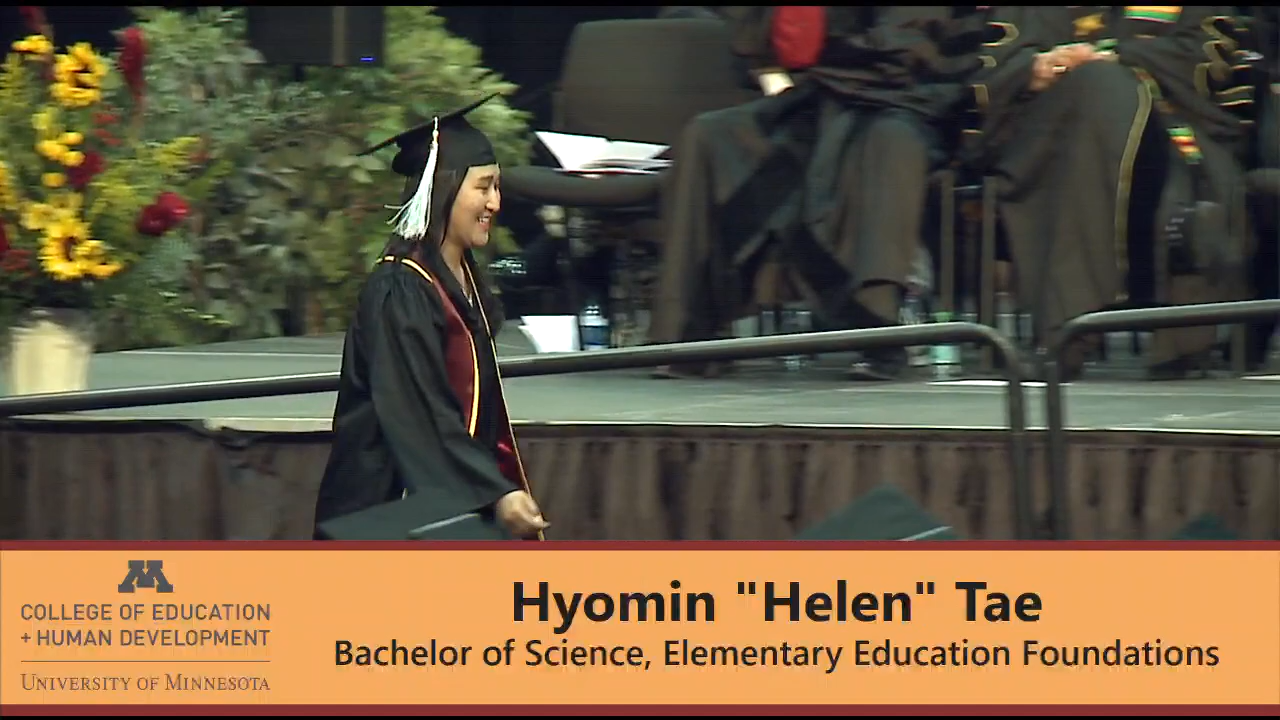 M
COLLEGE OF EDUCATION
+ HUMAN DEVELOPMENT
UNIVERSITY OF MINNESOTA
Hyomin "Helen" Tae
Bachelor of Science, Elementary Education Foundations